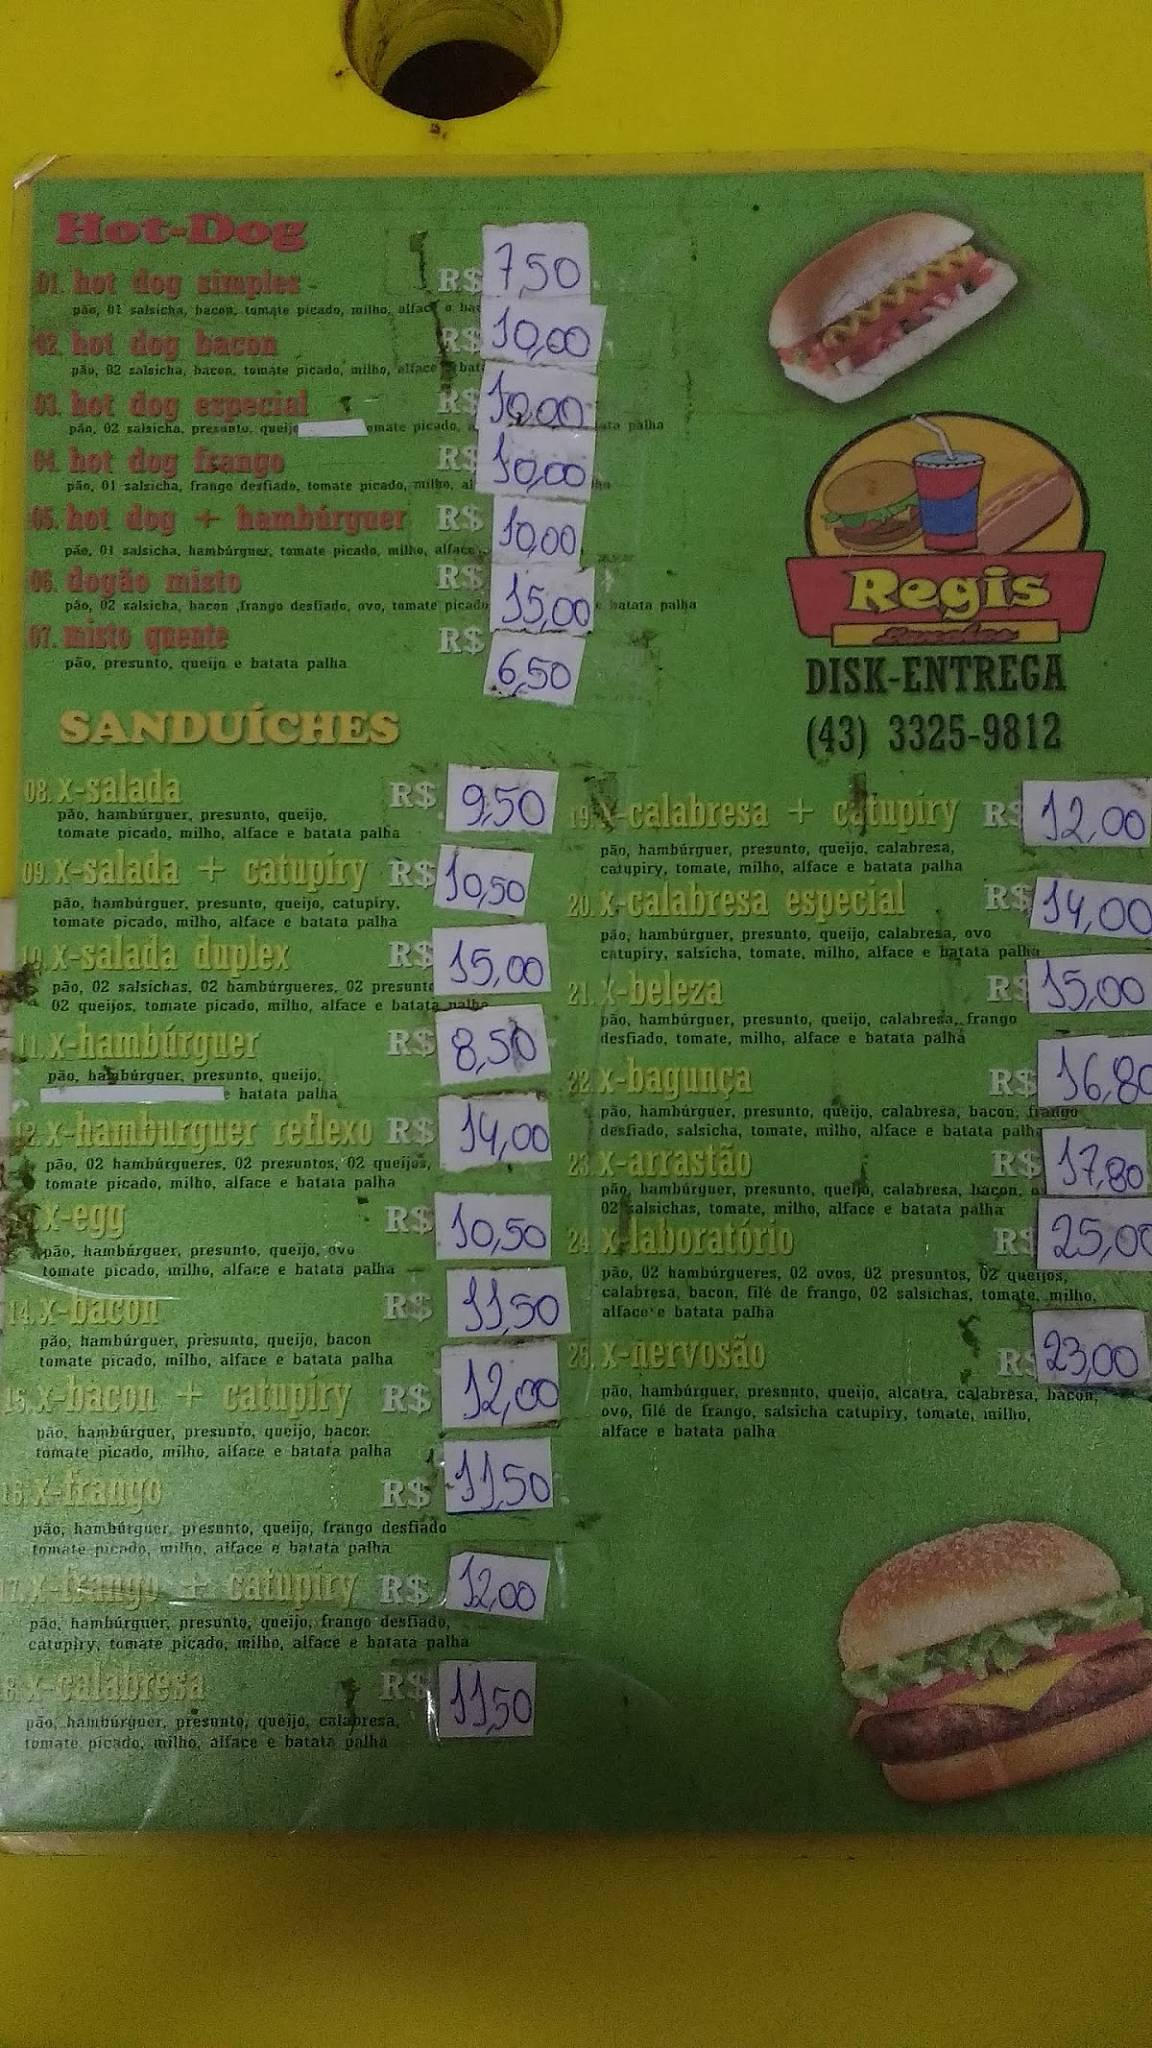 Hot-Dog
01. hot dog simples R$ 7,50
pão, 01 salsicha, bacon, tomate picado, milho, alface e
02. hot dog bacon R$ 10,00
pão, 02 salsicha, bacon, tomate picado, milho, alface
03. hot dog especial R$ 10,00
pão, 02 salsicha, presunto, queijo omate picado, palha
04. hot dog frango R$ 10,00
pão, 01 salsicha, frango desfiado, tomate picado, milho,
05. hot dog + hambúrguer R$ 10,00
pão, 01 salsicha, hambúrguer, tomate picado, milho, alface
06. dogão misto R$ 15,00
pão, 02 salsicha, bacon ,frango desfiado, ovo, tomate picado e batata palha
07. misto quente R$ 6,50
pão, presunto, queijo e batata palha
Regis
Lanches
DISK-ENTREGA
(43) 3325-9812
SANDUÍCHES
08. x-salada R$ 9,50
pão, hambúrguer, presunto, queijo,
tomate picado, milho, alface e batata palha
09. x-salada + catupiry R$ 10,50
pão, hambúrguer, presunto, queijo, catupiry,
tomate picado, milho, alface e batata palha
10. x-salada duplex R$ 15,00
pão, 02 salsichas, 02 hambúrgueres, 02 presunto
02 queijos, tomate picado, milho, alface e batata palha
11. x-hambúrguer R$ 8,50
pão, hambúrguer, presunto, queijo,
e batata palha
12. x-hamburguer reflexo R$ 14,00
pão, 02 hambúrgueres, 02 presuntos, 02 queijos,
tomate picado, milho, alface e batata palha
x-egg R$ 10,50
pão, hambúrguer, presunto, queijo, ovo
tomate picado, milho, alface e batata palha
14. x-bacon R$ 11,50
pão, hambúrguer, presunto, queijo, bacon
tomate picado, milho, alface e batata palha
15. x-bacon + catupiry R$ 12,00
pão, hambúrguer, presunto, queijo, bacon
tomate picado, milho, alface e batata palha
16. x-frango R$ 11,50
pão, hambúrguer, presunto, queijo, frango desfiado
tomate picado, milho, alface e batata palha
17. x-frango + catupiry R$ 12,00
pão, hambúrguer, presunto, queijo, frango desfiado,
catupiry, tomate picado, milho, alface e batata palha
8. x-calabresa R$ 11,50
pão, hambúrguer, presunto, queijo, calabresa,
tomate picado, milho, alface e batata palha
19. x-calabresa + catupiry R$ 12,00
pão, hambúrguer, presunto, queijo, calabresa,
catupiry, tomate, milho, alface e batata palha
20. x-calabresa especial R$ 14,00
pão, hambúrguer, presunto, queijo, calabresa, ovo
catupiry, salsicha, tomate, milho, alface e batata palha
21. x-beleza R$ 15,00
pão, hambúrguer, presunto, queijo, calabresa, frango
desfiado, tomate, milho, alface e batata palha
22. x-bagunça R$ 16,80
pão, hambúrguer, presunto, queijo, calabresa, bacon, frango
desfiado, salsicha, tomate, milho, alface e batata palha
23. x-arrastão R$ 17,80
pão, hambúrguer, presunto, queijo, calabresa, bacon,
02 salsichas, tomate, milho, alface e batata palha
24. x-laboratório R$ 25,00
pão, 02 hambúrgueres, 02 ovos, 02 presuntos, 02 queijos,
calabresa, bacon, filé de frango, 02 salsichas, tomate, milho,
alface e batata palha
25. x-nervosão R$ 23,00
pão, hambúrguer, presunto, queijo, alcatra, calabresa, bacon,
ovo, filé de frango, salsicha catupiry, tomate, milho,
alface e batata palha